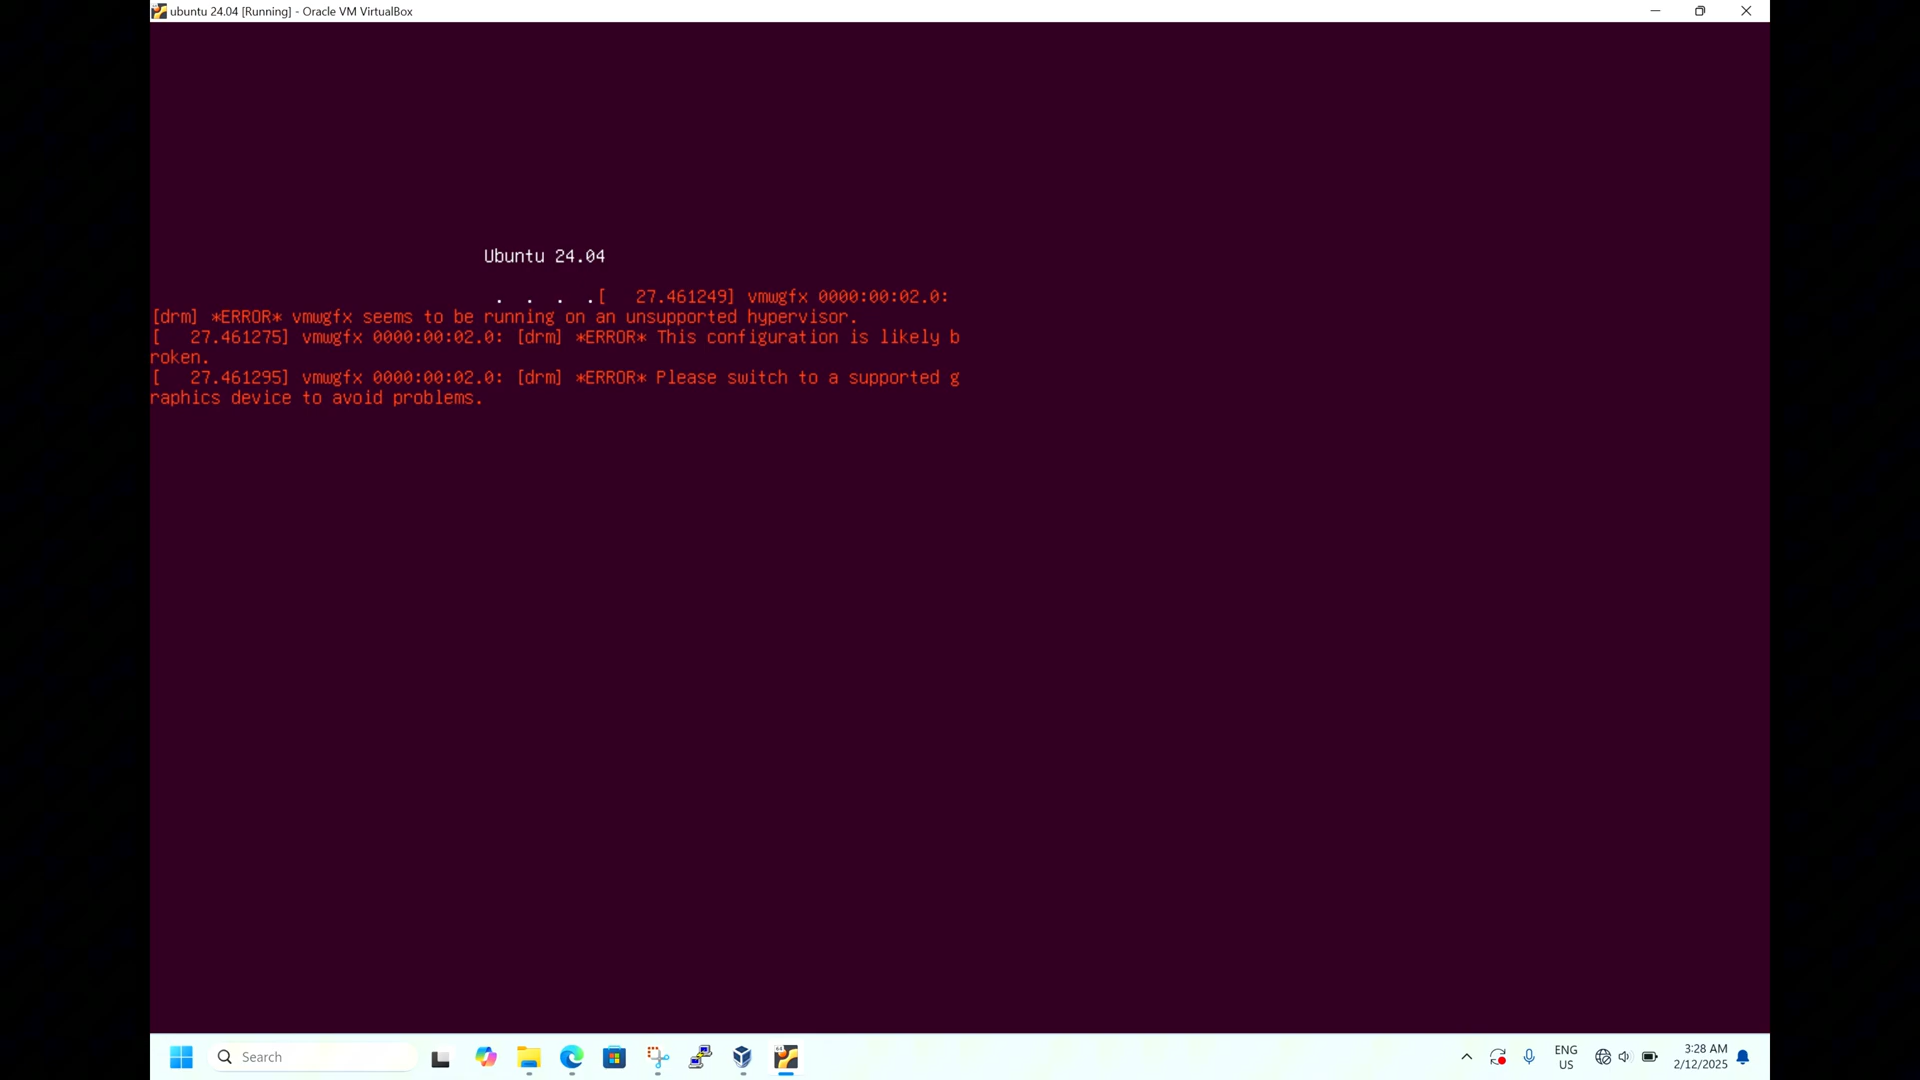 ubuntu 24.04 [Running] - Oracle VM VirtualBox
Ubuntu 24.04
. . . .[ 27.461249] vmwgfx 0000:00:02.0:
[drm] *ERROR* vmwgfx seems to be running on an unsupported hypervisor.
[ 27.461275] vmwgfx 0000:00:02.0: [drm] *ERROR* This configuration is likely b
roken.
[ 27.461295] vmwgfx 0000:00:02.0: [drm] *ERROR* Please switch to a supported g
raphics device to avoid problems.
Search
ENG
US
3:28 AM
2/12/2025